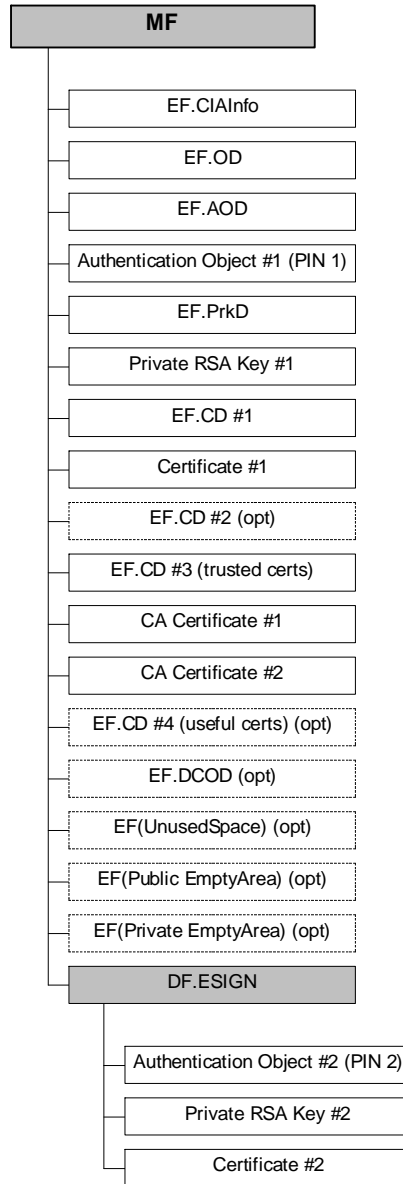 MF
EF.CIAInfo
EF.OD
EF.AOD
Authentication Object #1 (PIN 1)
EF.PrkD
Private RSA Key #1
EF.CD #1
Certificate #1
EF.CD #2 (opt)
EF.CD #3 (trusted certs)
CA Certificate #1
CA Certificate #2
EF.CD #4 (useful certs) (opt)
EF.DCOD (opt)
EF(UnusedSpace) (opt)
EF(Public EmptyArea) (opt)
EF(Private EmptyArea) (opt)
DF.ESIGN
Authentication Object #2 (PIN 2)
Private RSA Key #2
Certificate #2